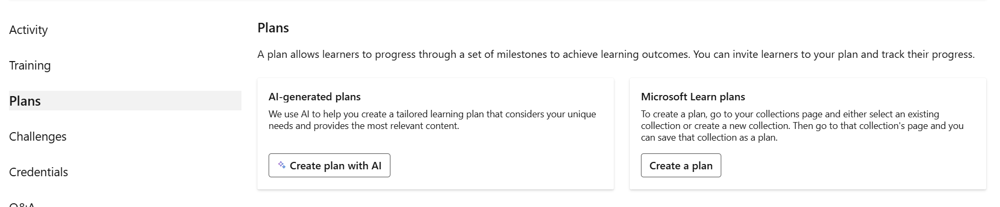 Activity
Training
Plans
Challenges
Credentials
Q&A
Plans
A plan allows learners to progress through a set of milestones to achieve learning outcomes. You can invite learners to your plan and track their progress.
AI-generated plans
We use AI to help you create a tailored learning plan that considers your unique
needs and provides the most relevant content.
Create plan with AI
Microsoft Learn plans
To create a plan, go to your collections page and either select an existing
collection or create a new collection. Then go to that collection's page and you
can save that collection as a plan.
Create a plan